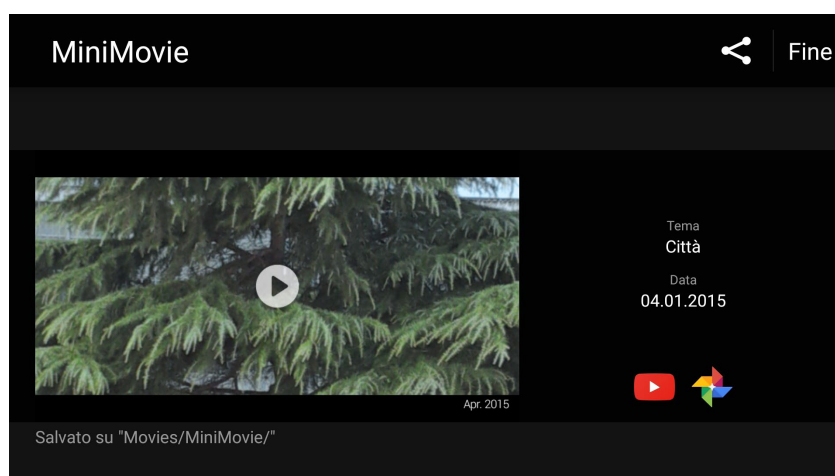 MiniMovie
Fine
Tema
Città
Data
04.01.2015
Apr. 2015
Salvato su "Movies/MiniMovie/"